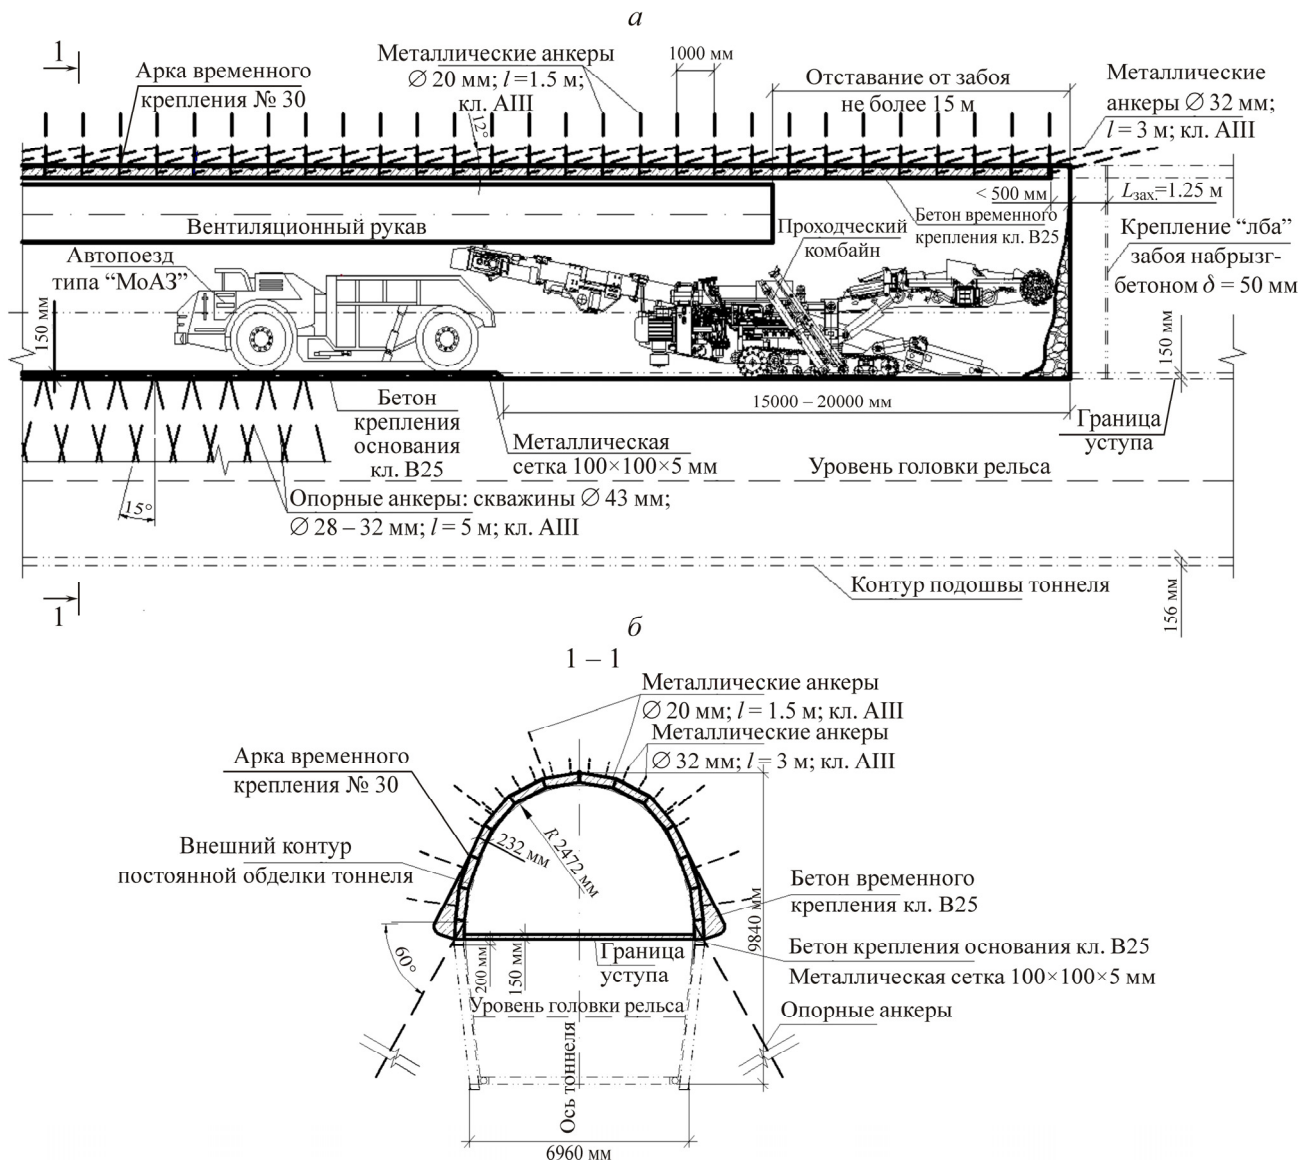 а
1
Металлические анкеры
∅ 20 мм; l = 1.5 м;
кл. АIII
1000 мм
Арка временного
крепления № 30
Отставание от забоя
не более 15 м
Металлические
анкеры ∅ 32 мм;
l = 3 м; кл. АIII
12°
< 500 мм
Lзах.=1.25 м
Бетон временного
крепления кл. В25
Вентиляционный рукав
Проходческий
комбайн
Крепление “лба”
забоя набрызг-
бетоном δ = 50 мм
Автопоезд
типа “МоАЗ”
150 мм
150 мм
15000 – 20000 мм
Бетон
крепления
основания
кл. В25
Металлическая
сетка 100×100×5 мм
Граница
уступа
Уровень головки рельса
15°
Опорные анкеры: скважины ∅ 43 мм;
∅ 28 – 32 мм; l = 5 м; кл. АIII
Контур подошвы тоннеля
156 мм
1
б
1 – 1
Металлические анкеры
∅ 20 мм; l = 1.5 м; кл. АIII
Металлические анкеры
∅ 32 мм; l = 3 м; кл. АIII
Арка временного
крепления № 30
232 мм
R 2472 мм
Внешний контур
постоянной обделки тоннеля
Бетон временного
крепления кл. В25
9840 мм
60°
200 мм
150 мм
Граница
уступа
Бетон крепления основания кл. В25
Металлическая сетка 100×100×5 мм
Уровень головки рельса
Опорные анкеры
Ось тоннеля
6960 мм